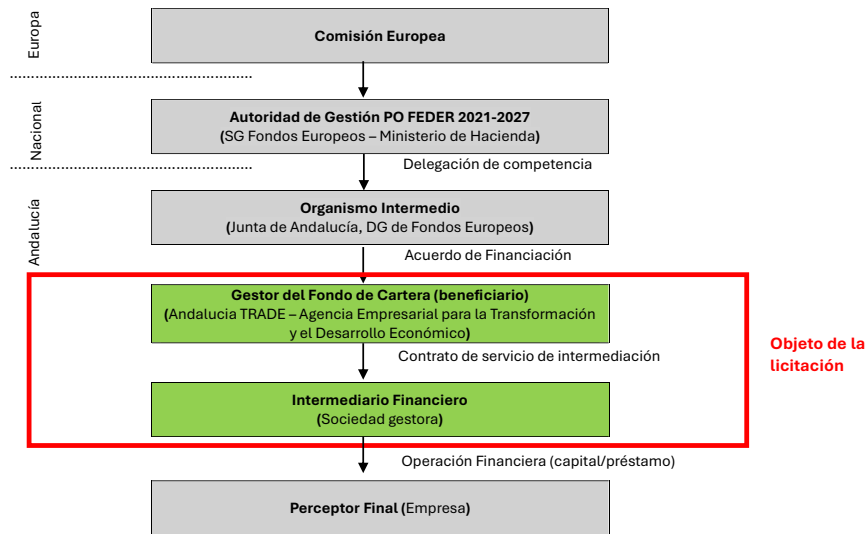 Europa
Comisión Europea
Nacional
Autoridad de Gestión PO FEDER 2021-2027
(SG Fondos Europeos – Ministerio de Hacienda)
Delegación de competencia
Andalucía
Organismo Intermedio
(Junta de Andalucía, DG de Fondos Europeos)
Acuerdo de Financiación
Gestor del Fondo de Cartera (beneficiario)
(Andalucia TRADE – Agencia Empresarial para la Transformación
y el Desarrollo Económico)
Contrato de servicio de intermediación
Objeto de la
licitación
Intermediario Financiero
(Sociedad gestora)
Operación Financiera (capital/préstamo)
Perceptor Final (Empresa)